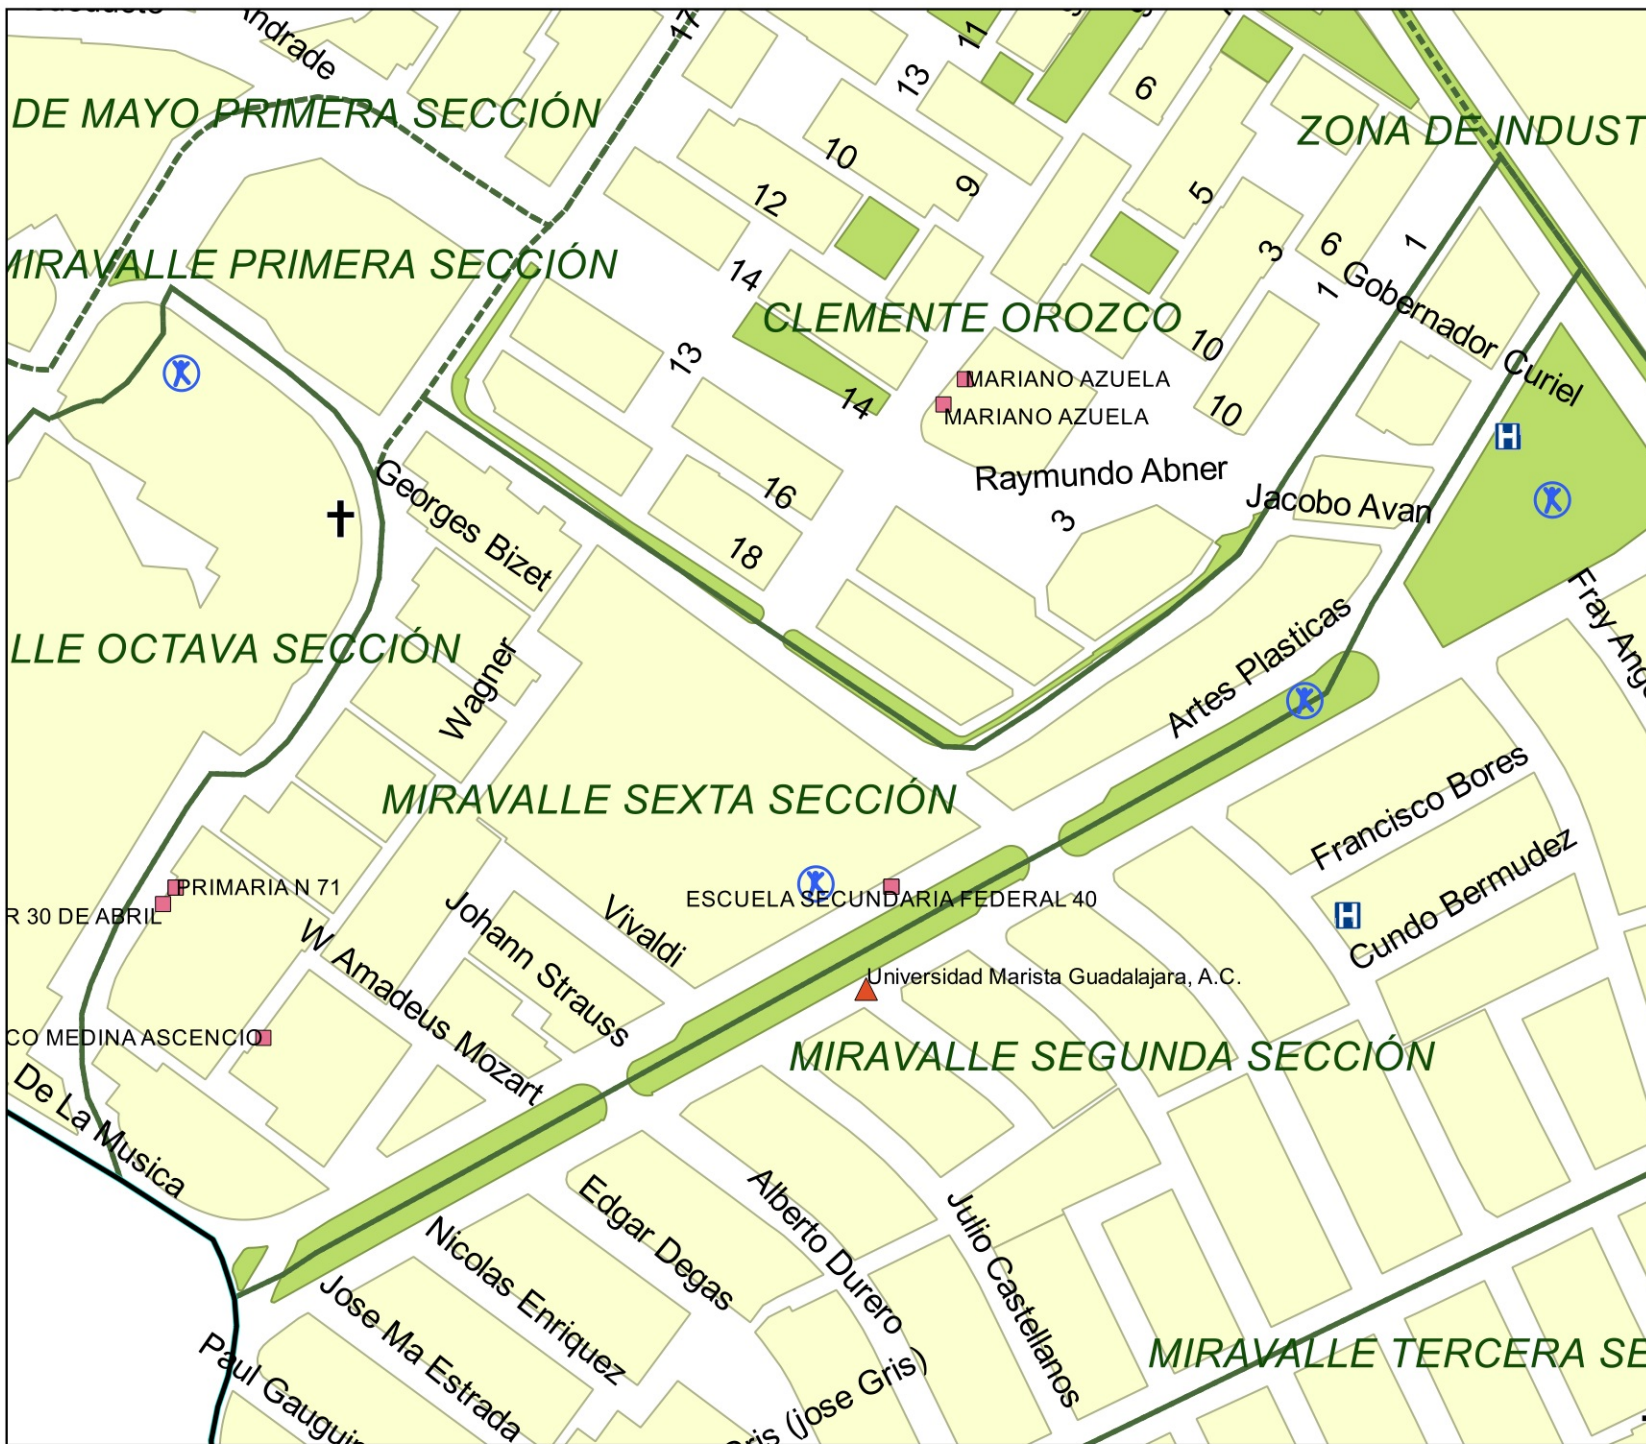 Andrade
17
11
13
6
DE MAYO PRIMERA SECCIÓN
ZONA DE INDUST
10
12
9
5
3
6
1
1
MIRAVALLE PRIMERA SECCIÓN
14
Gobernador Curiel
CLEMENTE OROZCO
13
10
MARIANO AZUELA
14
10
MARIANO AZUELA
Georges Bizet
16
Raymundo Abner
Jacobo Avan
3
18
LLE OCTAVA SECCIÓN
Wagner
Artes Plasticas
Fray Ange
MIRAVALLE SEXTA SECCIÓN
Francisco Bores
PRIMARIA N 71
ESCUELA SECUNDARIA FEDERAL 40
R 30 DE ABRIL
Vivaldi
Johann Strauss
Cundo Bermudez
W Amadeus Mozart
Universidad Marista Guadalajara, A.C.
CO MEDINA ASCENCIO
MIRAVALLE SEGUNDA SECCIÓN
De La Musica
Edgar Degas
Alberto Durero
Julio Castellanos
Nicolas Enriquez
Jose Ma Estrada
Paul Gauguin
MIRAVALLE TERCERA SE
Gris (jose Gris)